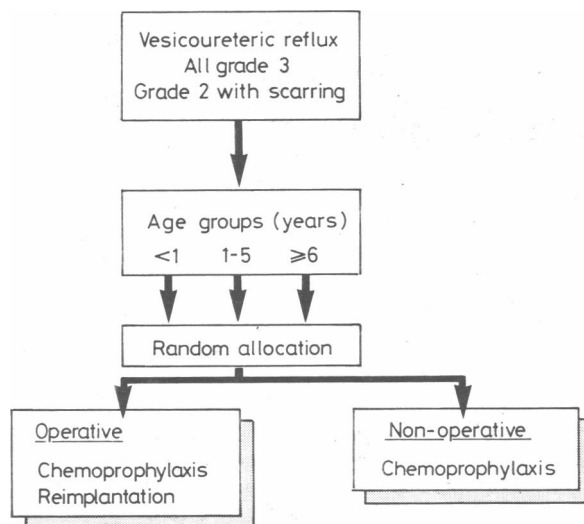 Vesicoureteric reflux
All grade 3
Grade 2 with scarring
Age groups (years)
<1 1-5 ⩾6
Random allocation
Operative
Chemoprophylaxis
Reimplantation
Non-operative
Chemoprophylaxis